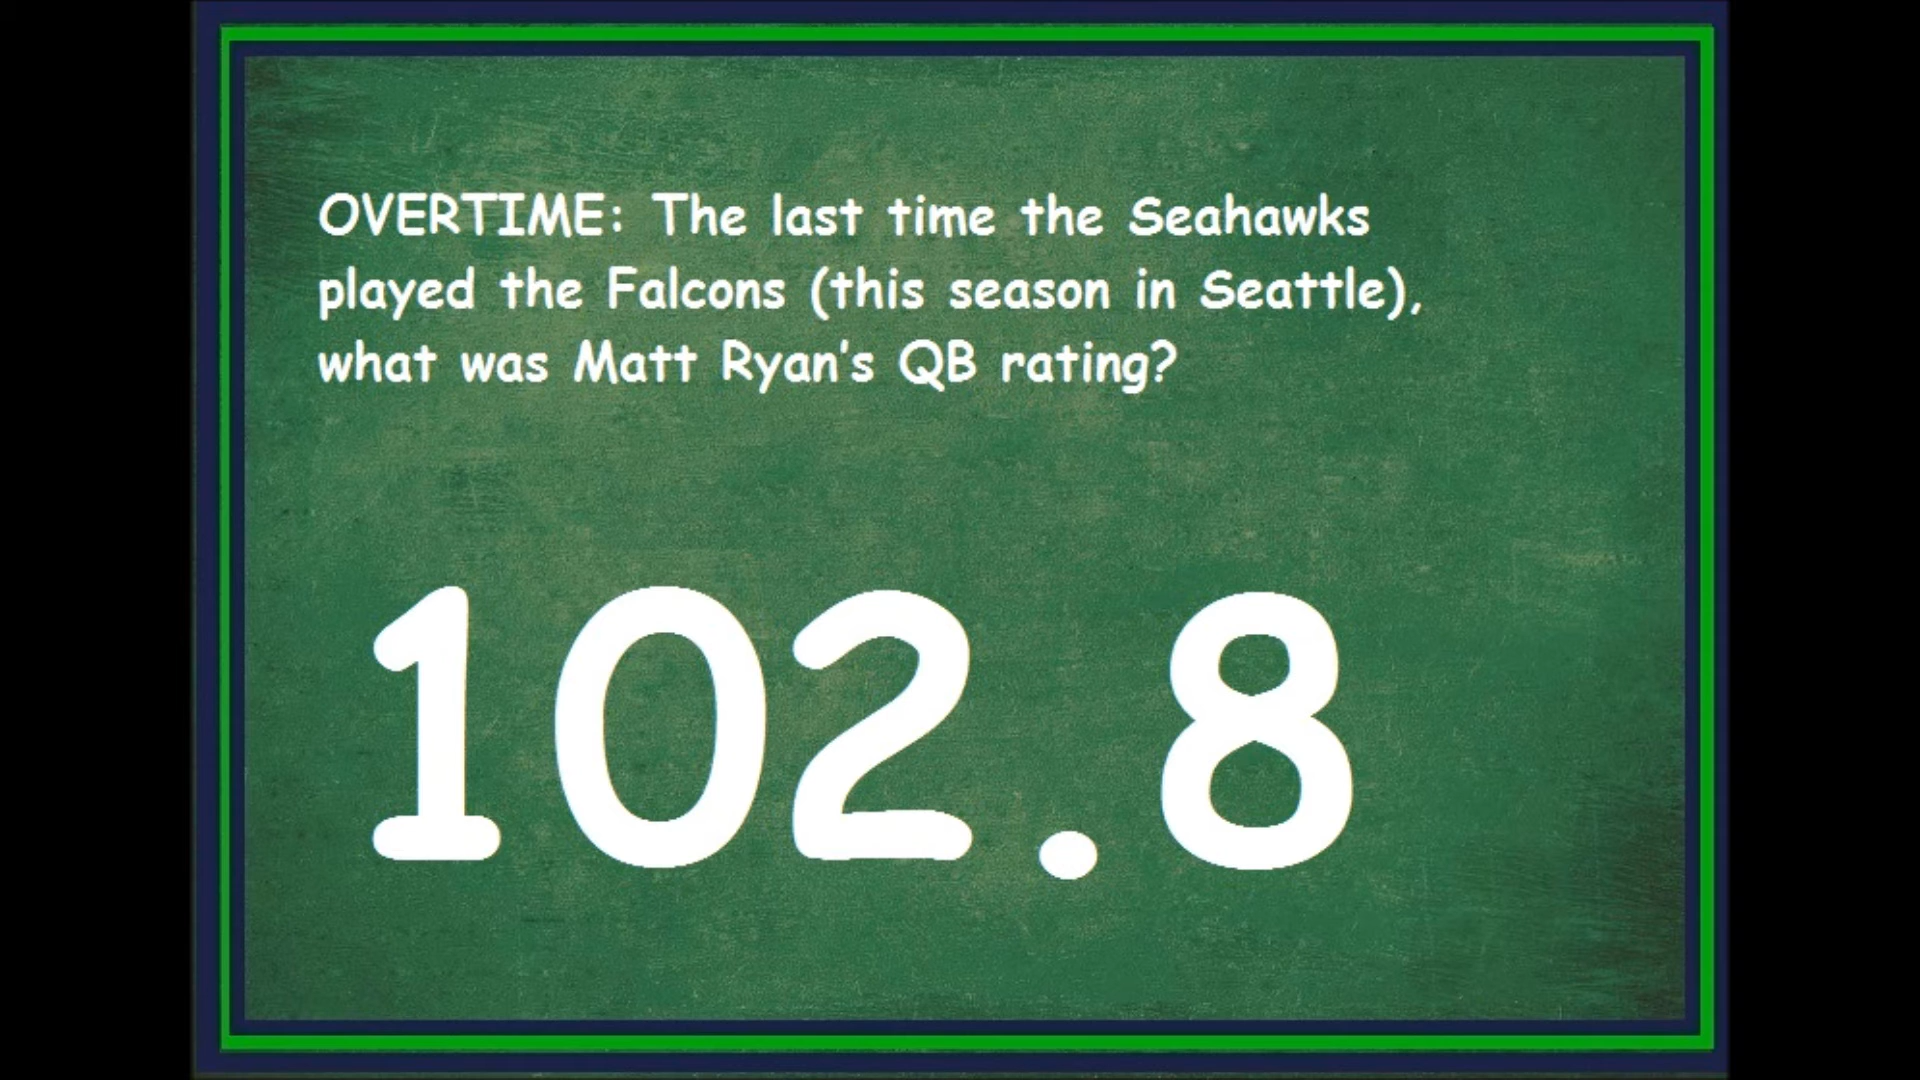 OVERTIME: The last time the Seahawks
played the Falcons (this season in Seattle),
what was Matt Ryan's QB rating?
102.8